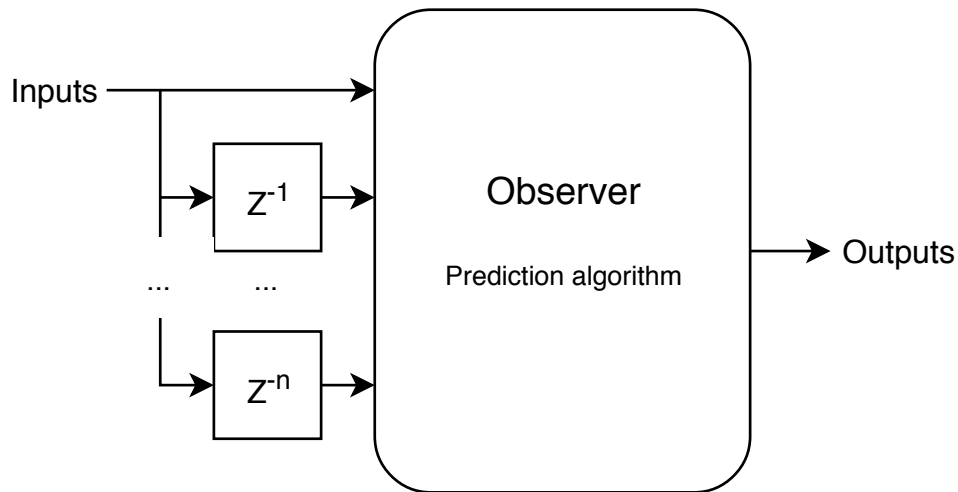 Inputs
Z⁻¹
Observer
Prediction algorithm
Outputs
... ...
Z⁻ⁿ